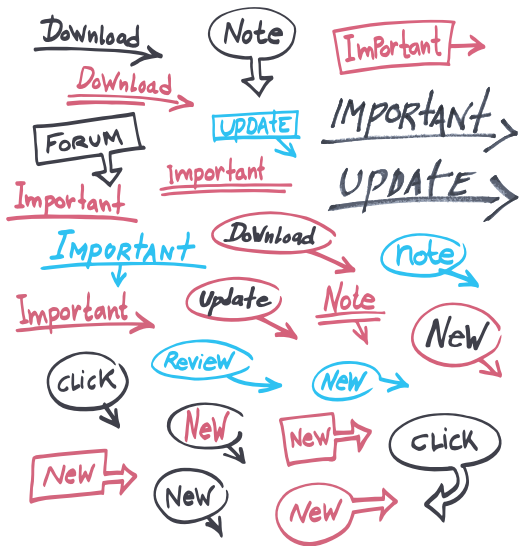 Download
Note
Important
Download
IMPORTANT
FORUM
UPDATE
Important
UPDATE
Important
Download
Important
Note
Important
Update
Note
New
Review
Click
New
New
New
Click
New
New
New